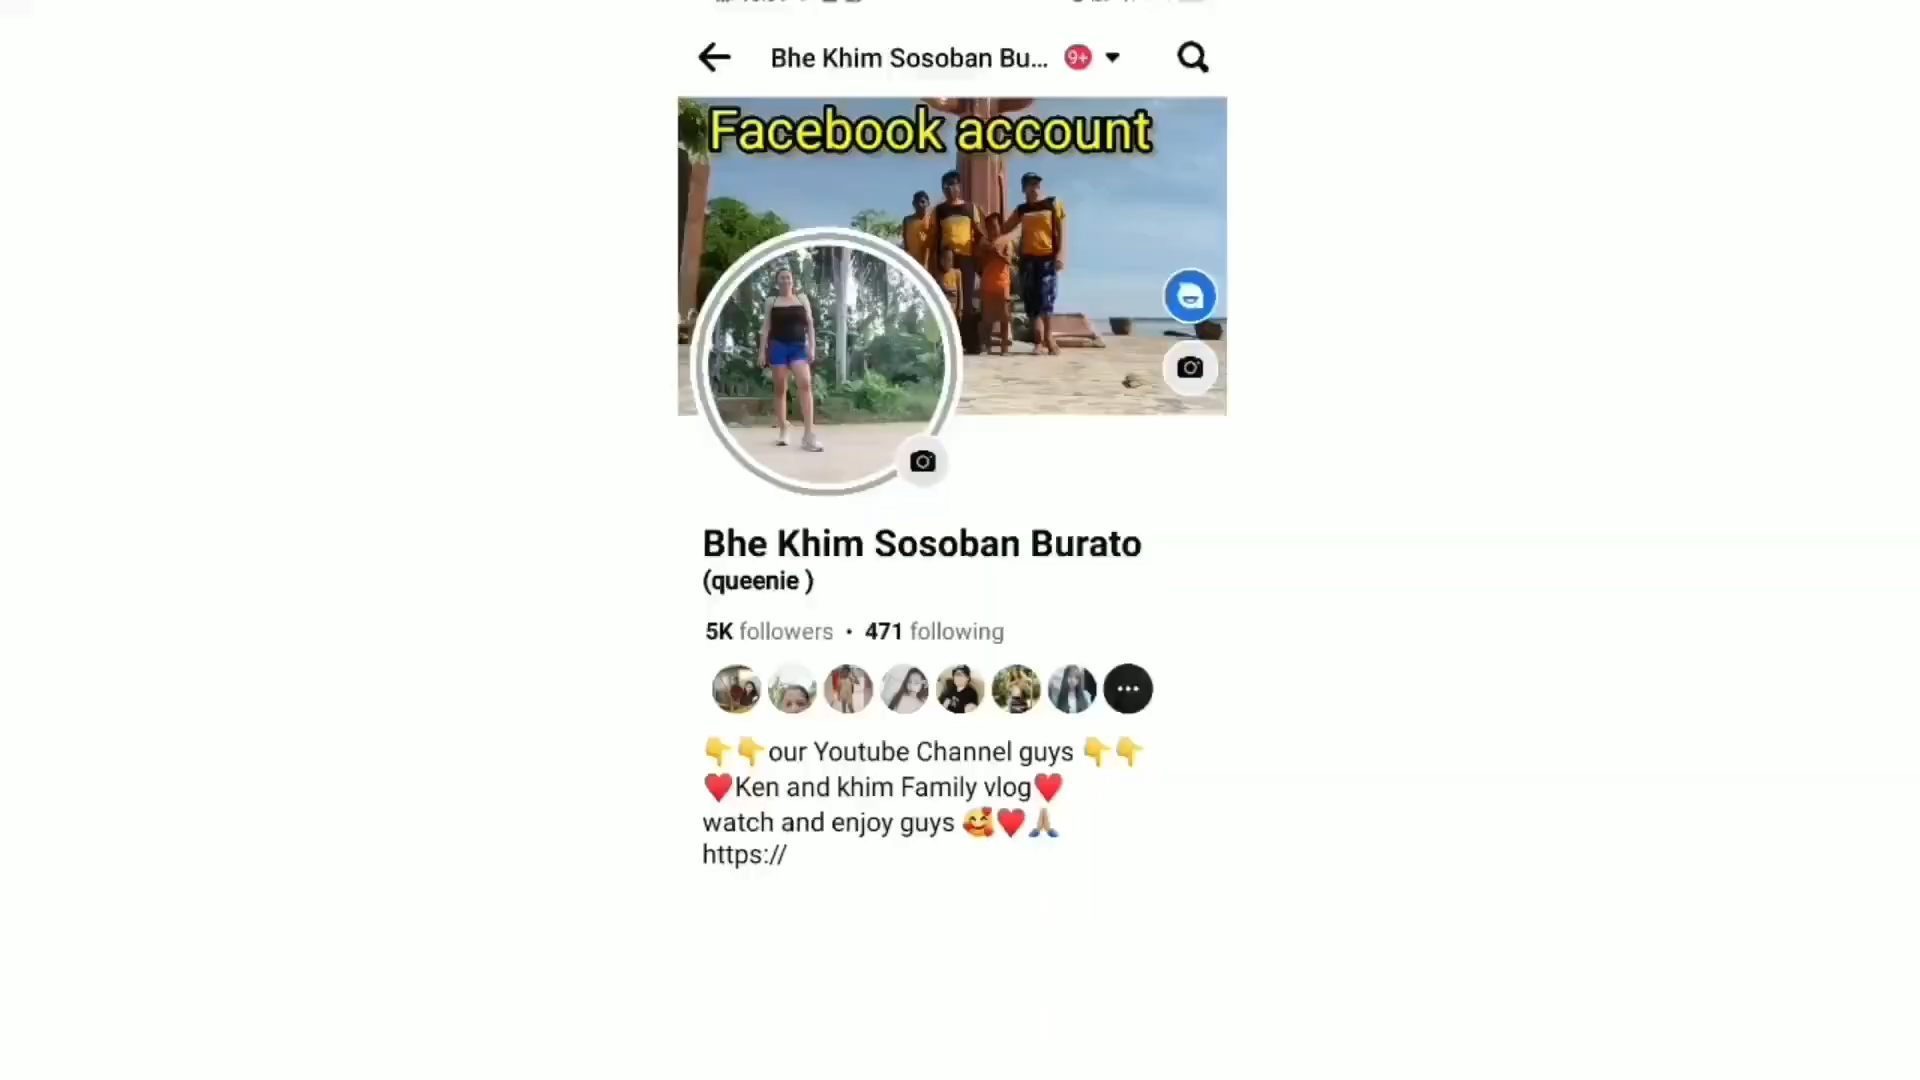 Bhe Khim Sosoban Bu... 9+
Facebook account
Bhe Khim Sosoban Burato
(queenie )
5K followers • 471 following
👇👇our Youtube Channel guys 👇👇
♥️Ken and khim Family vlog♥️
watch and enjoy guys 🥰♥️🙏🏼
https://